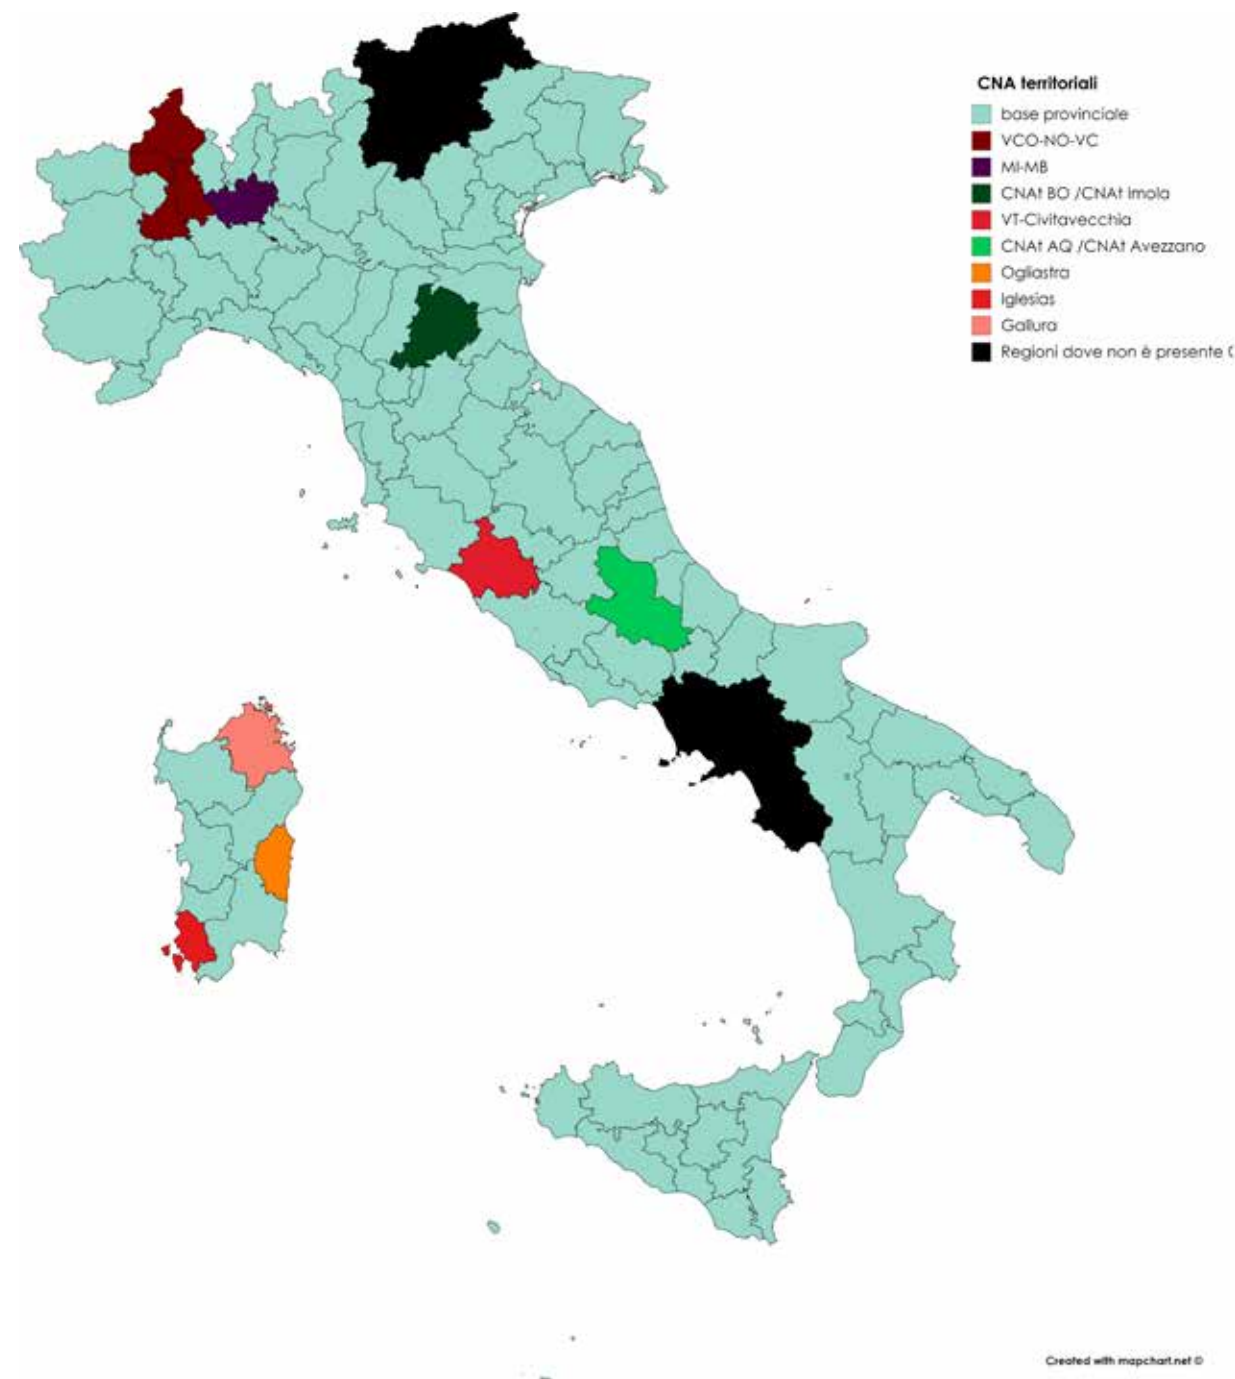 CNA territoriali
base provinciale
VCO-NO-VC
MI-MB
CNAt BO /CNAt Imola
VT-Civitavecchia
CNAt AQ /CNAt Avezzano
Ogliastra
Iglesias
Gallura
Regioni dove non è presente
Created with mapchart.net ©